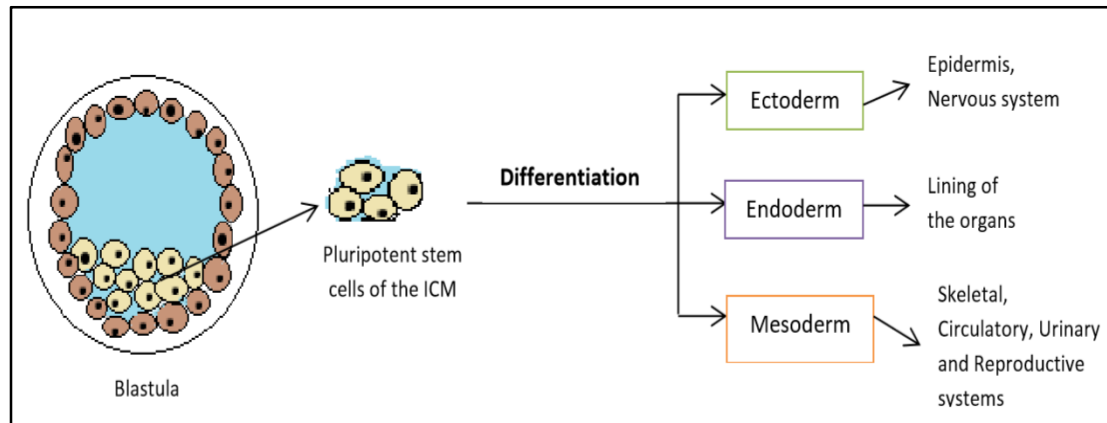 Blastula
Pluripotent stem
cells of the ICM
Differentiation
Ectoderm
Epidermis,
Nervous system
Endoderm
Lining of
the organs
Mesoderm
Skeletal,
Circulatory, Urinary
and Reproductive
systems